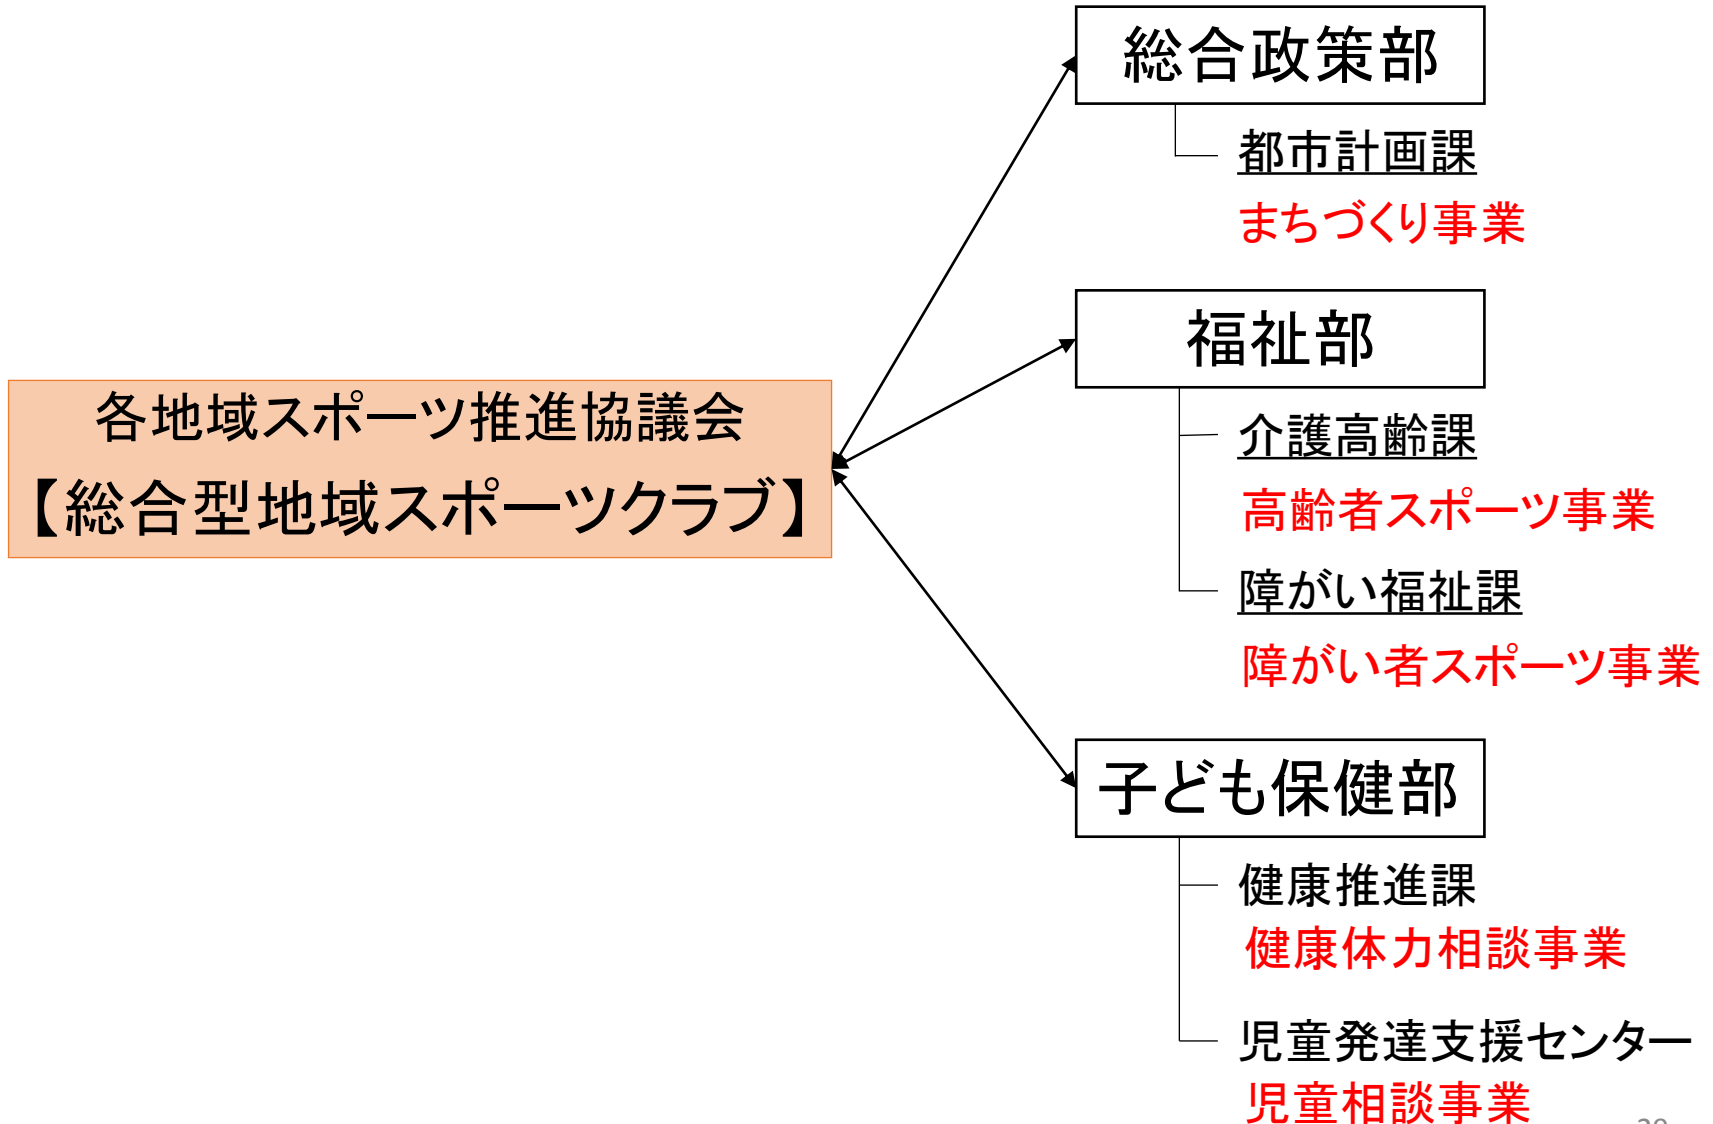 総合政策部
都市計画課
まちづくり事業
福祉部
各地域スポーツ推進協議会
【総合型地域スポーツクラブ】
介護高齢課
高齢者スポーツ事業
障がい福祉課
障がい者スポーツ事業
子ども保健部
健康推進課
健康体力相談事業
児童発達支援センター
児童相談事業